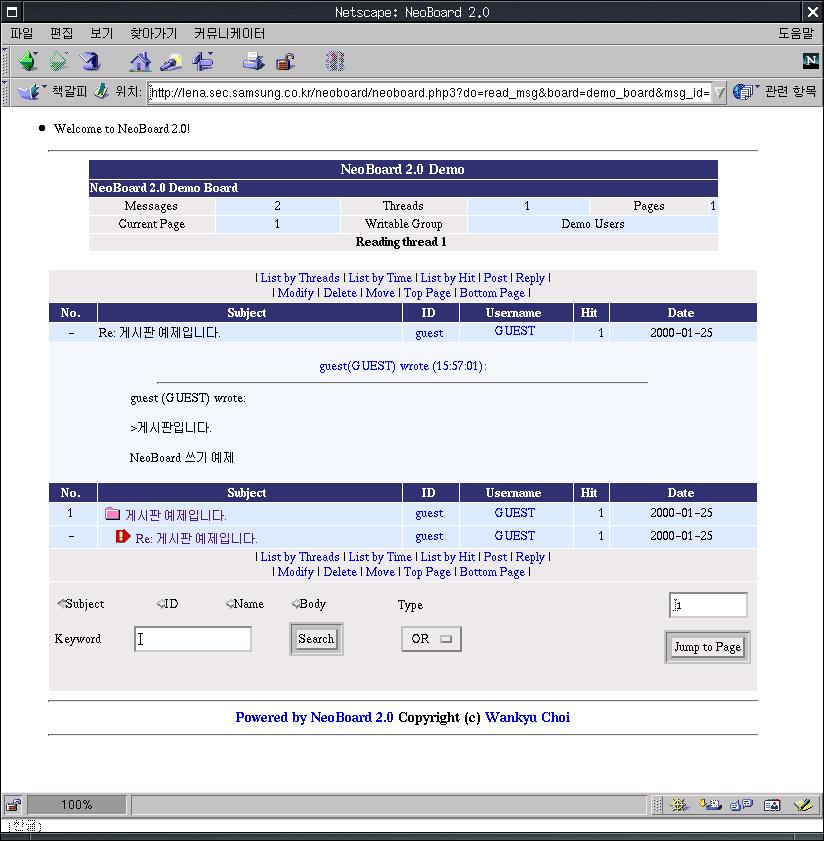 Netscape: NeoBoard 2.0
파일 편집 보기 찾아가기 커뮤니케이터 도움말
N
책갈피 위치: http://lena.sec.samsung.co.kr/neoboard/neoboard.php3?do=read_msg&board=demo_board&msg_id= 관련 항목
Welcome to NeoBoard 2.0!
NeoBoard 2.0 Demo
NeoBoard 2.0 Demo Board
Messages 2 Threads 1 Pages 1
Current Page 1 Writable Group Demo Users
Reading thread 1
| List by Threads | List by Time | List by Hit | Post | Reply |
| Modify | Delete | Move | Top Page | Bottom Page |
No. Subject ID Username Hit Date
- Re: 게시판 예제입니다. guest GUEST 1 2000-01-25
guest(GUEST) wrote (15:57:01):
guest (GUEST) wrote:
>게시판입니다.
NeoBoard 쓰기 예제
No. Subject ID Username Hit Date
1 게시판 예제입니다. guest GUEST 1 2000-01-25
- Re: 게시판 예제입니다. guest GUEST 1 2000-01-25
| List by Threads | List by Time | List by Hit | Post | Reply |
| Modify | Delete | Move | Top Page | Bottom Page |
Subject ID Name Body Type 1
Keyword Search OR Jump to Page
Powered by NeoBoard 2.0 Copyright (c) Wankyu Choi
100%
[한글]